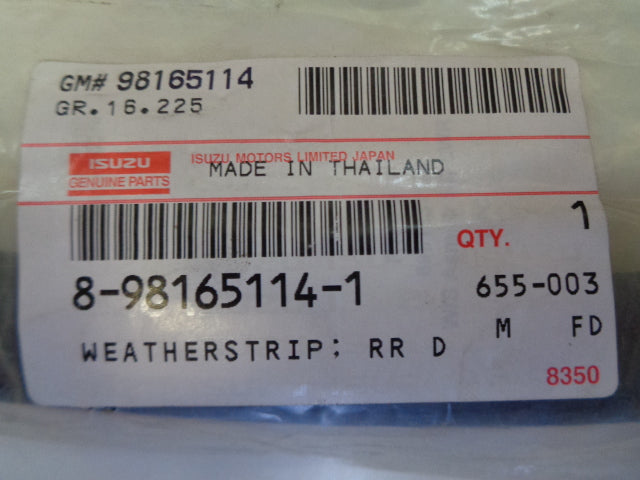 GM# 98165114
GR.16.225
ISUZU
GENUINE PARTS
ISUZU MOTORS LIMITED JAPAN
MADE IN THAILAND
QTY. 1
8-98165114-1 655-003
WEATHERSTRIP; RR D M FD
8350